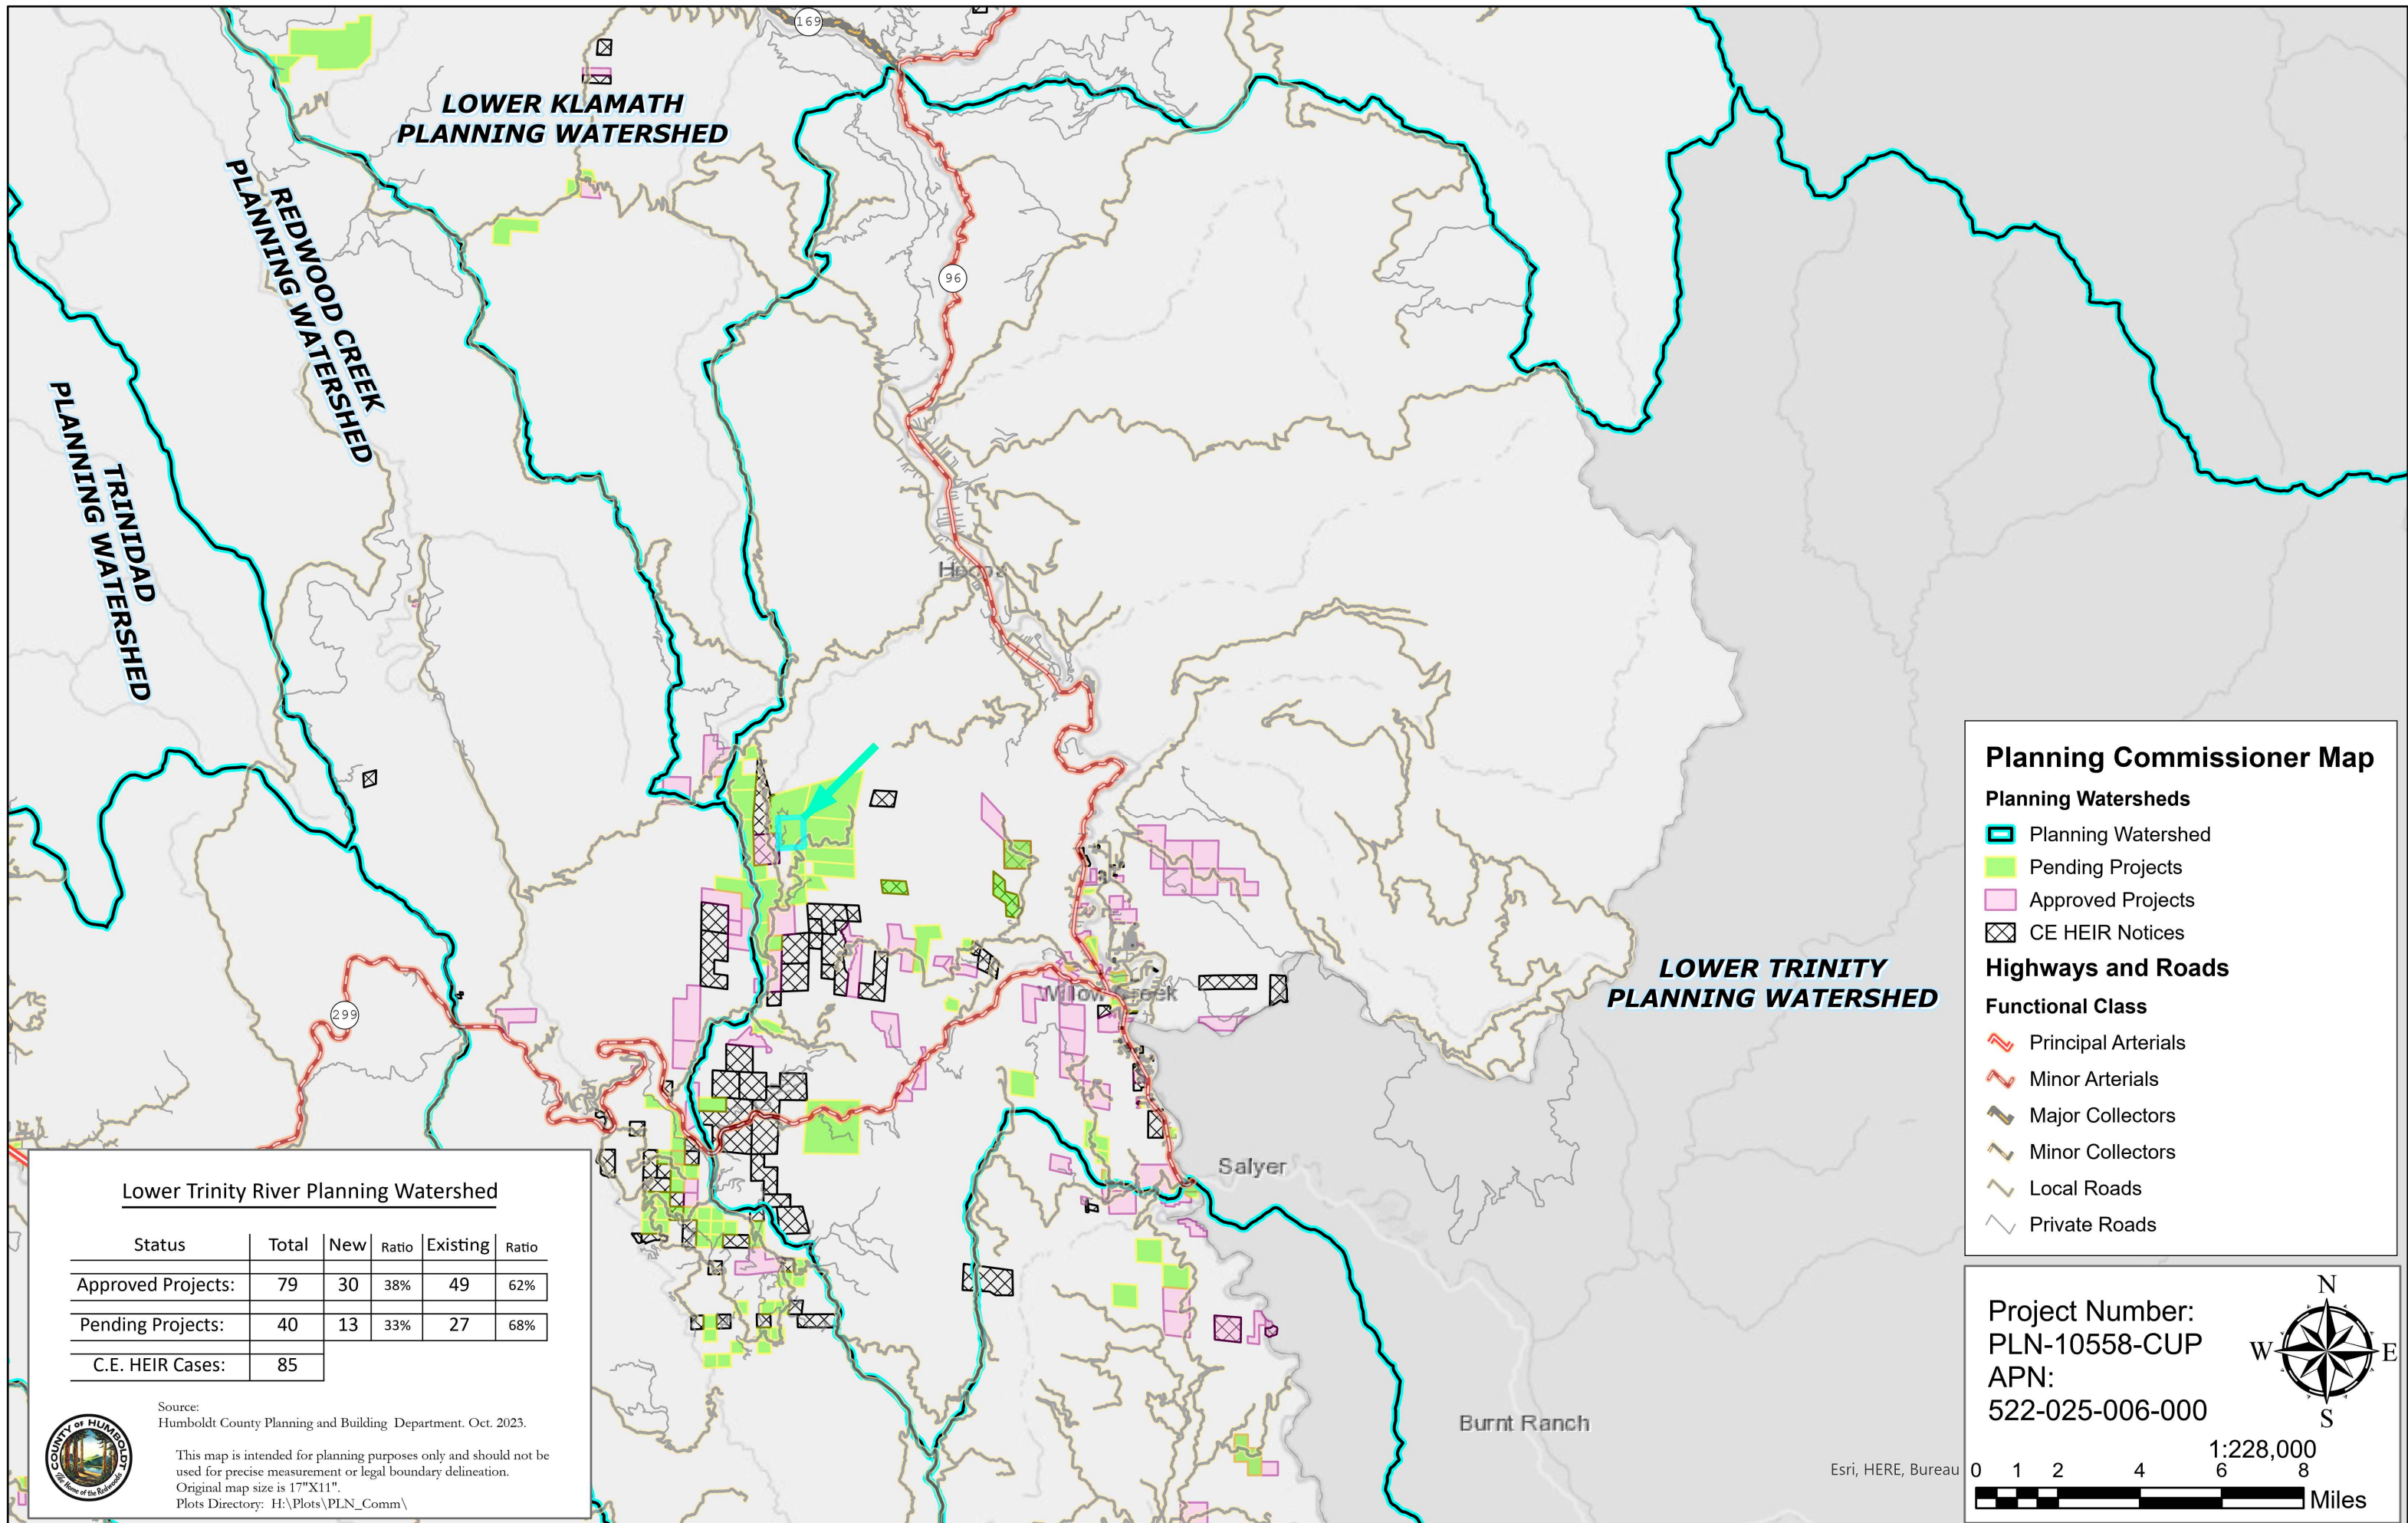 169
LOWER KLAMATH
PLANNING WATERSHED
REDWOOD CREEK
PLANNING WATERSHED
96
TRINIDAD
PLANNING WATERSHED
Hoopa
LOWER TRINITY
PLANNING WATERSHED
Willow Creek
299
Salyer
Burnt Ranch
Planning Commissioner Map
Planning Watersheds
Planning Watershed
Pending Projects
Approved Projects
CE HEIR Notices
Highways and Roads
Functional Class
Principal Arterials
Minor Arterials
Major Collectors
Minor Collectors
Local Roads
Private Roads
Lower Trinity River Planning Watershed
Status Total New Ratio Existing Ratio
Approved Projects: 79 30 38% 49 62%
Pending Projects: 40 13 33% 27 68%
C.E. HEIR Cases: 85
Source:
Humboldt County Planning and Building Department. Oct. 2023.
This map is intended for planning purposes only and should not be
used for precise measurement or legal boundary delineation.
Original map size is 17"X11".
Plots Directory: H:\Plots\PLN_Comm\
COUNTY OF HUMBOLDT
The Home of the Redwoods
Project Number:
PLN-10558-CUP
APN:
522-025-006-000
N
W E
S
1:228,000
Esri, HERE, Bureau
0 1 2 4 6 8
Miles